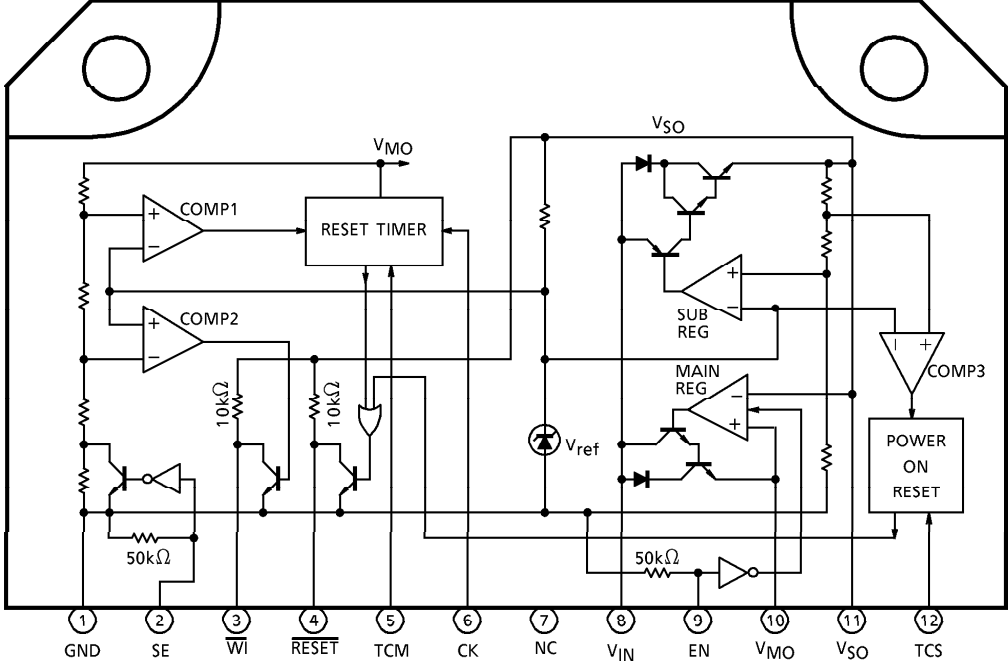 VSO
VMO
COMP1
+
−
RESET TIMER
COMP2
+
−
+
−
SUB
REG
−
+
COMP3
MAIN
REG
−
+
10kΩ
10kΩ
Vref
POWER
ON
RESET
50kΩ
50kΩ
1
2
3
4
5
6
7
8
9
10
11
12
GND
SE
W̅I̅
R̅E̅S̅E̅T̅
TCM
CK
NC
VIN
EN
VMO
VSO
TCS